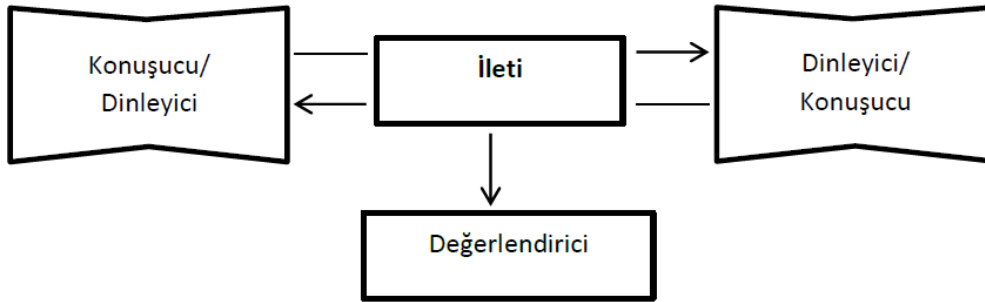 Konuşucu/
Dinleyici
İleti
Dinleyici/
Konuşucu
Değerlendirici